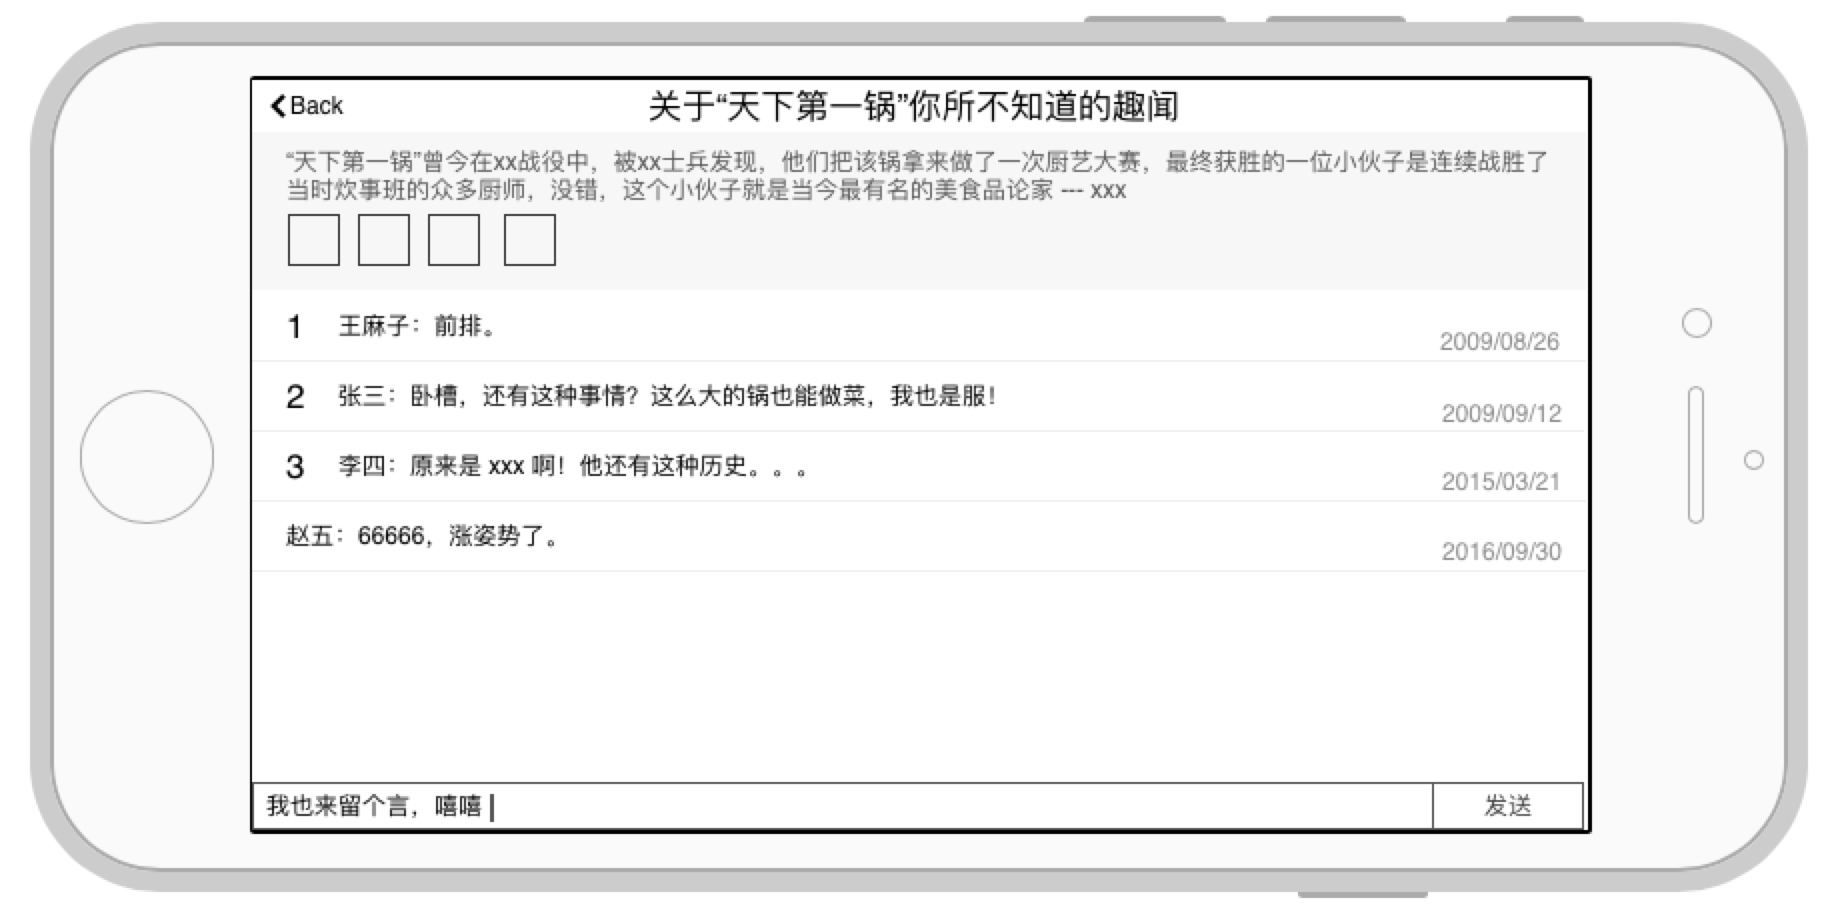 Back
关于“天下第一锅”你所不知道的趣闻
“天下第一锅”曾今在xx战役中，被xx士兵发现，他们把该锅拿来做了一次厨艺大赛，最终获胜的一位小伙子是连续战胜了
当时炊事班的众多厨师，没错，这个小伙子就是当今最有名的美食品论家 --- xxx
1 王麻子：前排。 2009/08/26
2 张三：卧槽，还有这种事情？这么大的锅也能做菜，我也是服！ 2009/09/12
3 李四：原来是 xxx 啊！他还有这种历史。。。 2015/03/21
赵五：66666，涨姿势了。 2016/09/30
我也来留个言，嘻嘻 发送